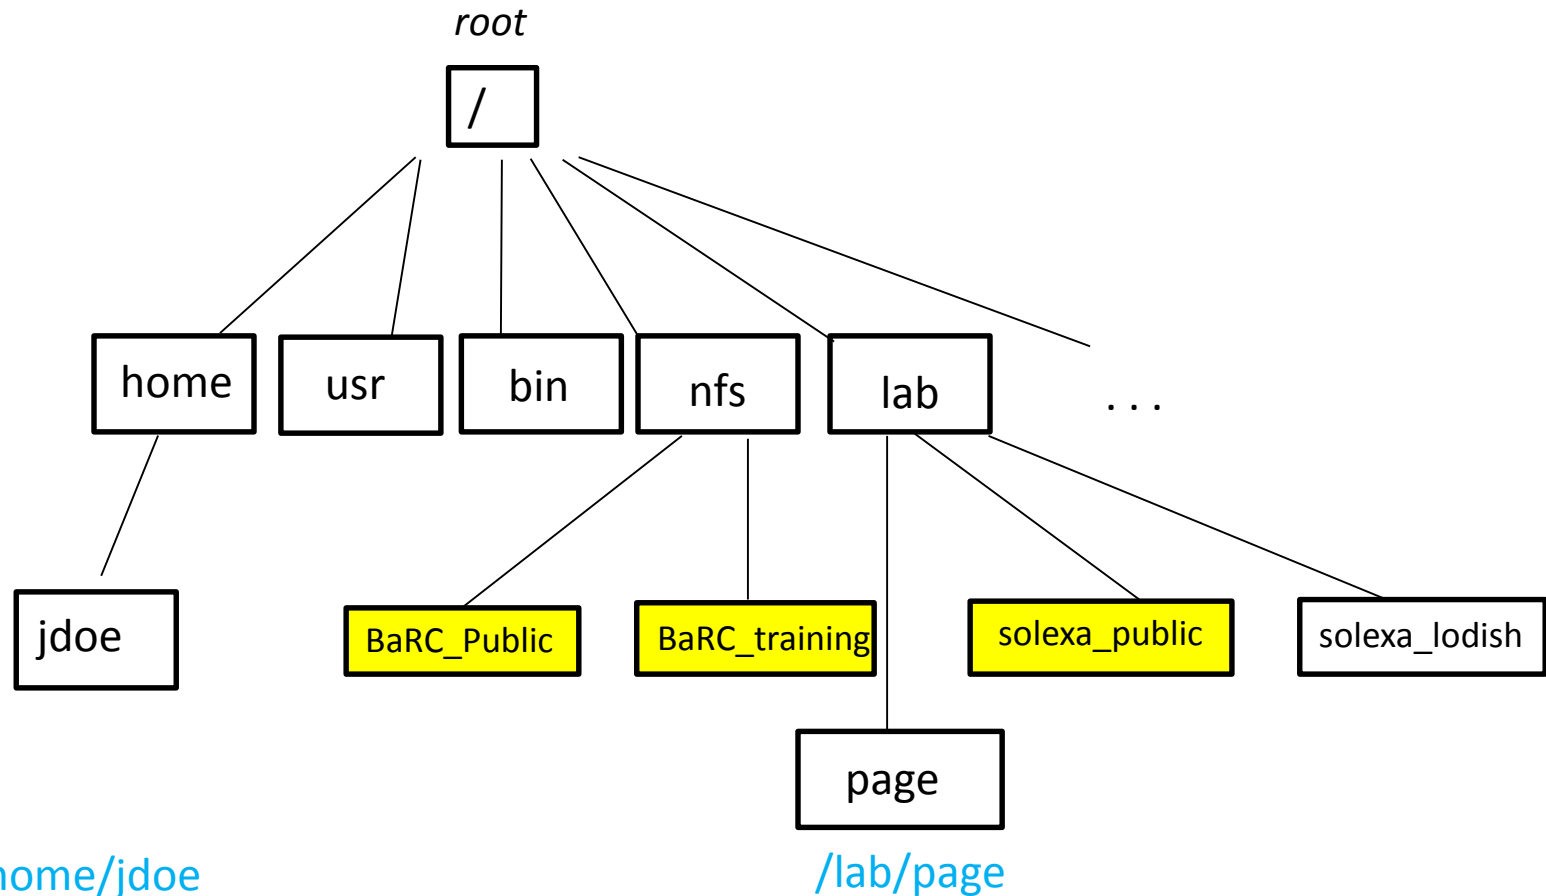 root
/
home
usr
bin
nfs
lab
. . .
jdoe
BaRC_Public
BaRC_training
solexa_public
solexa_lodish
page
home/jdoe
/lab/page